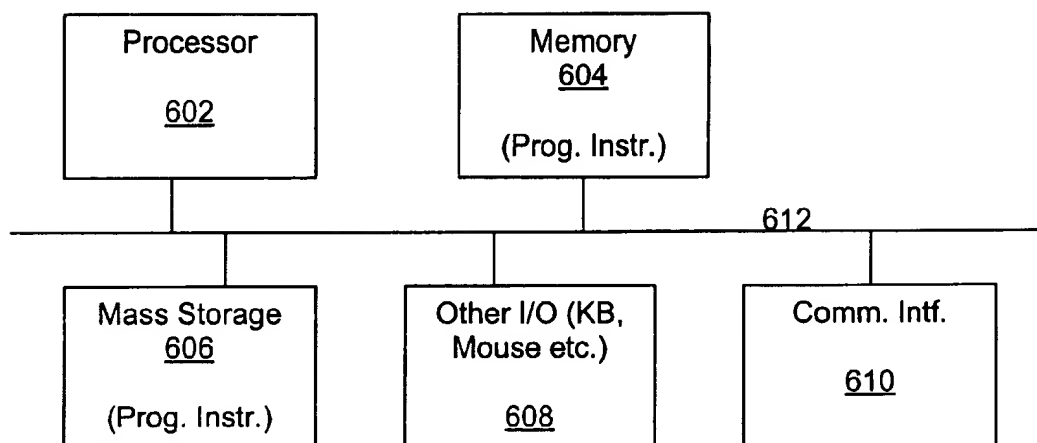 Processor
602
Memory
604
(Prog. Instr.)
612
Mass Storage
606
(Prog. Instr.)
Other I/O (KB,
Mouse etc.)
608
Comm. Intf.
610